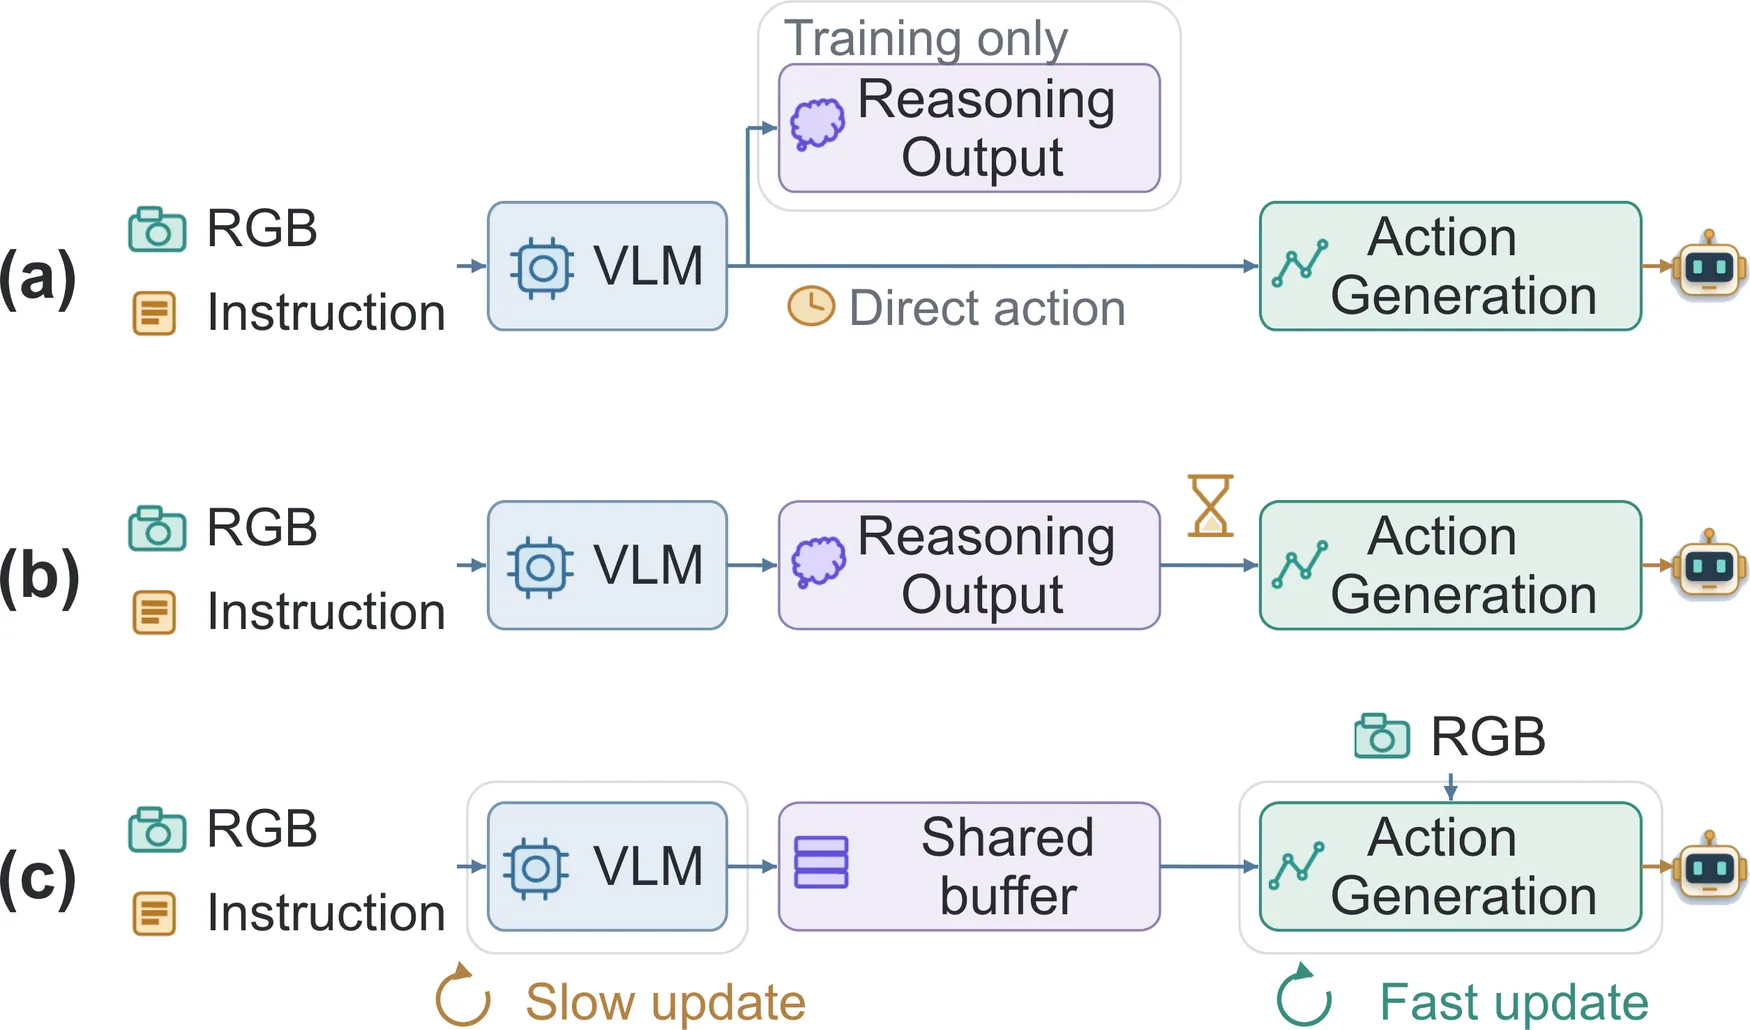 Training only
Reasoning
Output
(a)
RGB
Instruction
VLM
Direct action
Action
Generation
(b)
RGB
Instruction
VLM
Reasoning
Output
Action
Generation
RGB
(c)
RGB
Instruction
VLM
Shared
buffer
Action
Generation
Slow update
Fast update